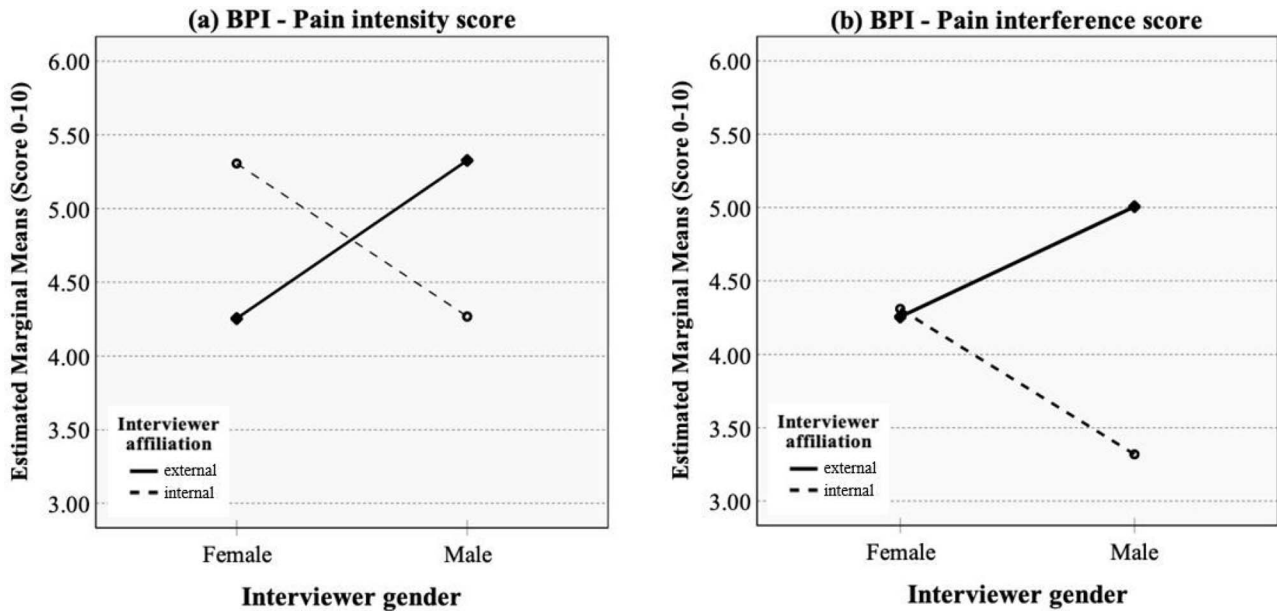 (a) BPI - Pain intensity score
Estimated Marginal Means (Score 0-10)
6.00
5.50
5.00
4.50
4.00
3.50
3.00
Interviewer
affiliation
external
internal
Female
Male
Interviewer gender
(b) BPI - Pain interference score
Estimated Marginal Means (Score 0-10)
6.00
5.50
5.00
4.50
4.00
3.50
3.00
Interviewer
affiliation
external
internal
Female
Male
Interviewer gender